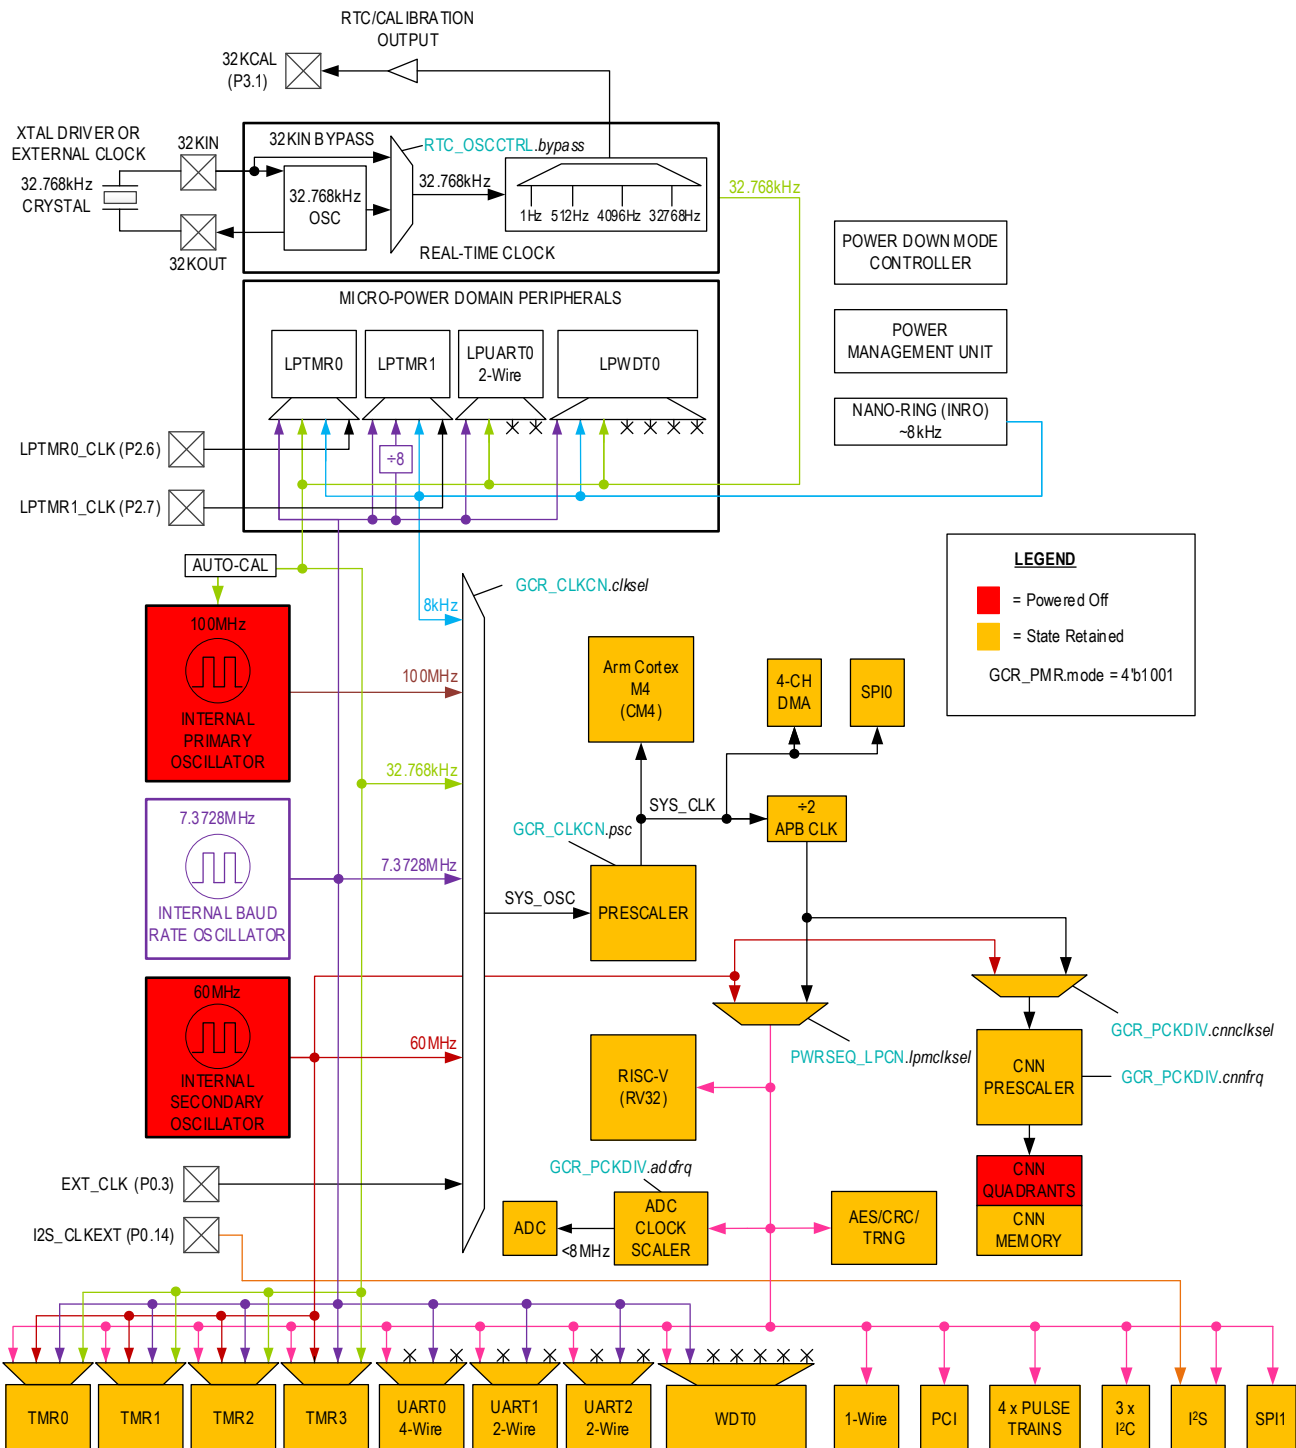 RTC/CALIBRATION
OUTPUT
32KCAL
(P3.1)
XTAL DRIVER OR
EXTERNAL CLOCK
32KIN
32KIN BYPASS
RTC_OSCCTRL.bypass
32.768kHz
CRYSTAL
32.768kHz
OSC
32.768kHz
1Hz
512Hz
4096Hz
32768Hz
32.768kHz
32KOUT
REAL-TIME CLOCK
POWER DOWN MODE
CONTROLLER
MICRO-POWER DOMAIN PERIPHERALS
POWER
MANAGEMENT UNIT
LPTMR0
LPTMR1
LPUART0
2-Wire
LPWDT0
NANO-RING (INRO)
~8kHz
LPTMR0_CLK (P2.6)
÷8
LPTMR1_CLK (P2.7)
AUTO-CAL
LEGEND
= Powered Off
= State Retained
GCR_PMR.mode = 4'b1001
GCR_CLKCN.clksel
8kHz
100MHz
INTERNAL
PRIMARY
OSCILLATOR
100MHz
Arm Cortex
M4
(CM4)
4-CH
DMA
SPI0
32.768kHz
SYS_CLK
÷2
APB CLK
7.3728MHz
INTERNAL BAUD
RATE OSCILLATOR
GCR_CLKCN.psc
7.3728MHz
SYS_OSC
PRESCALER
60MHz
INTERNAL
SECONDARY
OSCILLATOR
60MHz
GCR_PCKDIV.cnnclksel
PWRSEQ_LPCN.lpmclksel
RISC-V
(RV32)
CNN
PRESCALER
GCR_PCKDIV.cnnfrq
GCR_PCKDIV.adcfrq
CNN
QUADRANTS
CNN
MEMORY
EXT_CLK (P0.3)
ADC
<8MHz
ADC
CLOCK
SCALER
AES/CRC/
TRNG
I2S_CLKEXT (P0.14)
TMR0
TMR1
TMR2
TMR3
UART0
4-Wire
UART1
2-Wire
UART2
2-Wire
WDT0
1-Wire
PCI
4 x PULSE
TRAINS
3 x
I²C
I²S
SPI1